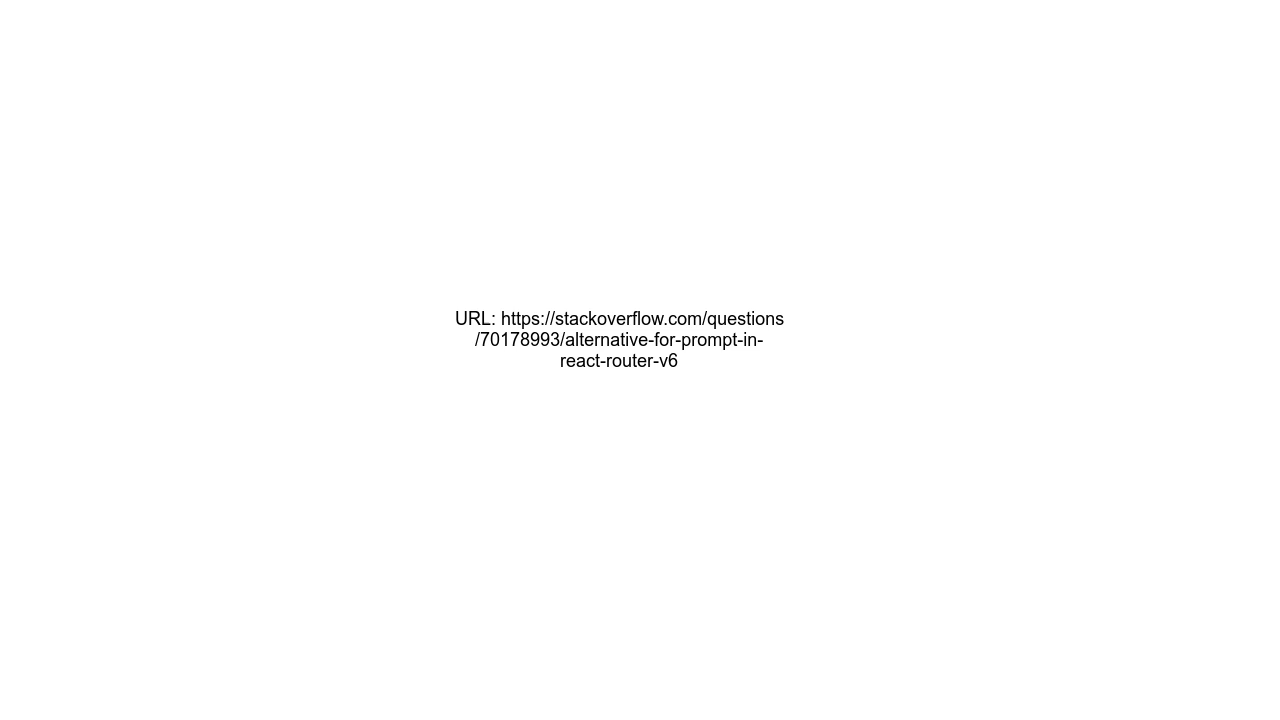 URL: https://stackoverflow.com/questions
/70178993/alternative-for-prompt-in-
react-router-v6